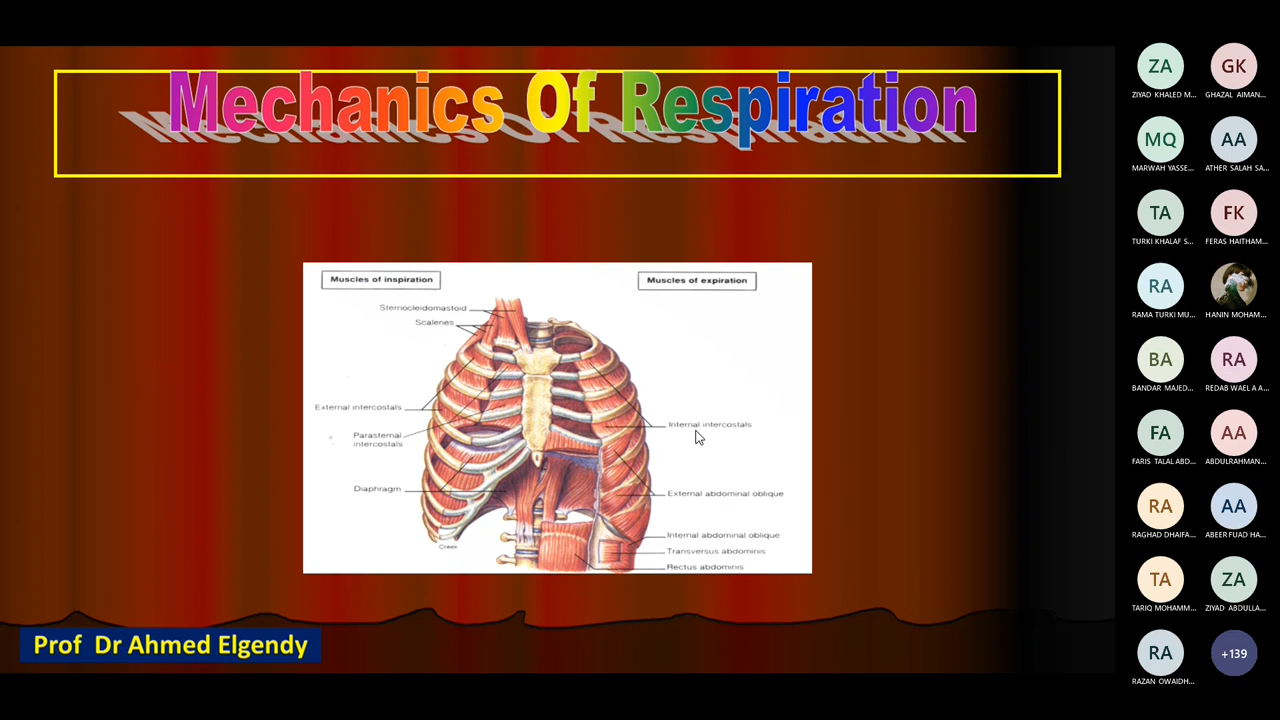 Mechanics Of Respiration
Muscles of inspiration
Muscles of expiration
Sternocleidomastoid
Scalenes
External intercostals
Parasternal
intercostals
Diaphragm
Creek
Internal intercostals
External abdominal oblique
Internal abdominal oblique
Transversus abdominis
Rectus abdominis
Prof Dr Ahmed Elgendy
ZA
GK
ZIYAD KHALED M...
GHAZAL AIMAN...
MQ
AA
MARWAH YASSE...
ATHER SALAH SA...
TA
FK
TURKI KHALAF S...
FERAS HAITHAM...
RA
RAMA TURKI MU...
HANIN MOHAM...
BA
RA
BANDAR MAJED...
REDAB WAEL A A...
FA
AA
FARIS TALAL ABD...
ABDULRAHMAN...
RA
AA
RAGHAD DHAIFA...
ABEER FUAD HA...
TA
ZA
TARIQ MOHAMM...
ZIYAD ABDULLA...
RA
+139
RAZAN OWAIDH...